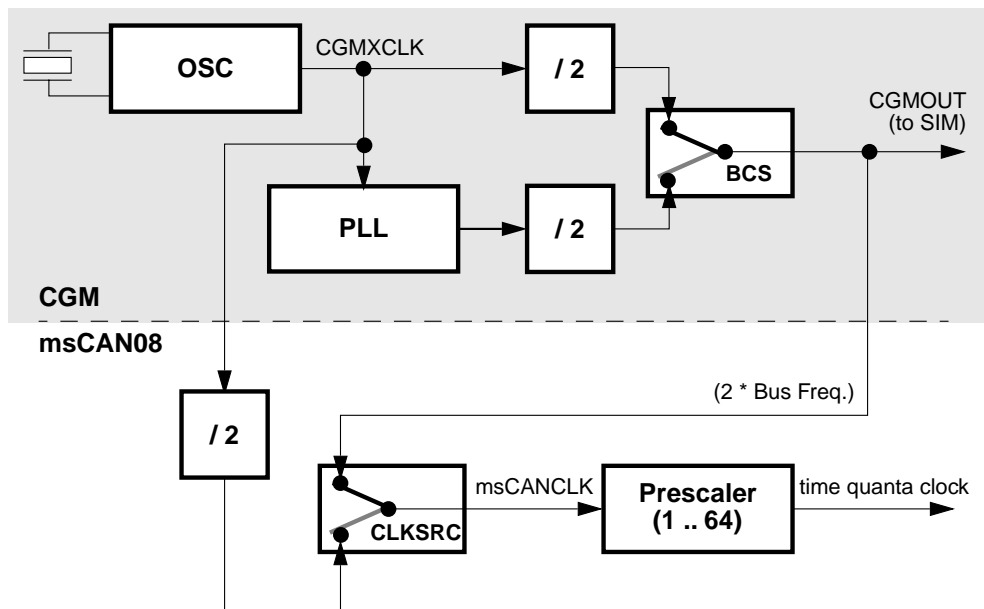 CGMXCLK
OSC
/ 2
CGMOUT
(to SIM)
BCS
PLL
/ 2
CGM
msCAN08
(2 * Bus Freq.)
/ 2
msCANCLK
Prescaler
(1 .. 64)
time quanta clock
CLKSRC